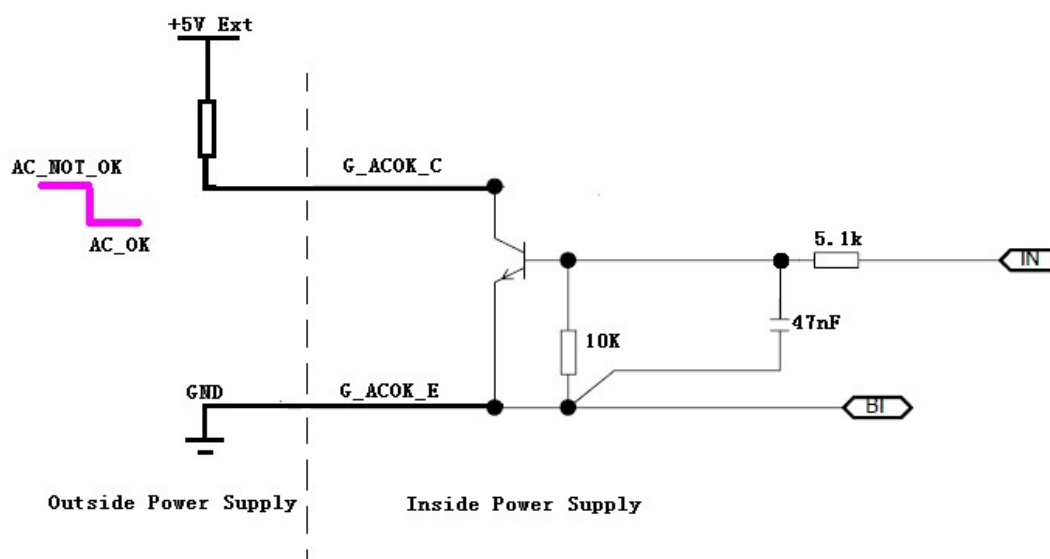 +5V Ext
AC_NOT_OK
G_ACOK_C
AC_OK
5.1k
IN
47nF
10K
GND
G_ACOK_E
BI
Outside Power Supply
Inside Power Supply